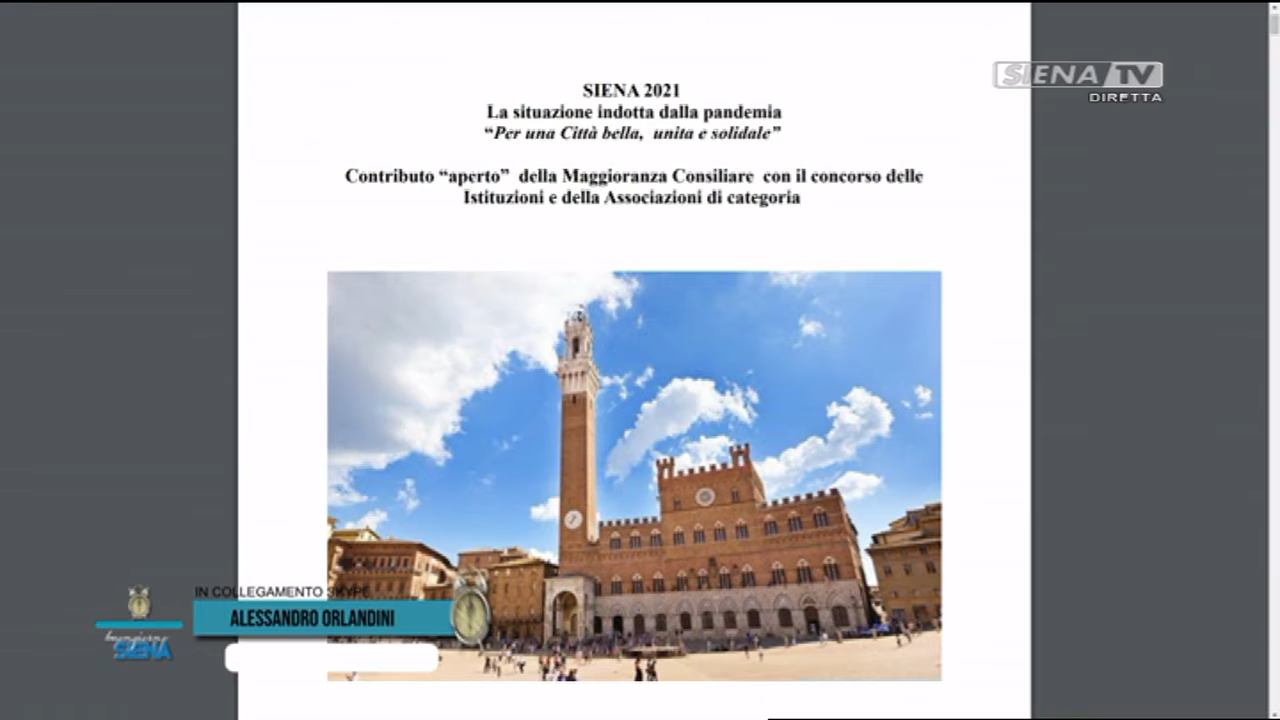 SIENA 2021
La situazione indotta dalla pandemia
“Per una Città bella, unita e solidale”
Contributo “aperto” della Maggioranza Consiliare con il concorso delle
Istituzioni e della Associazioni di categoria
SIENA TV
DIRETTA
IN COLLEGAMENTO SKYPE
ALESSANDRO ORLANDINI
buongiorno
SIENA